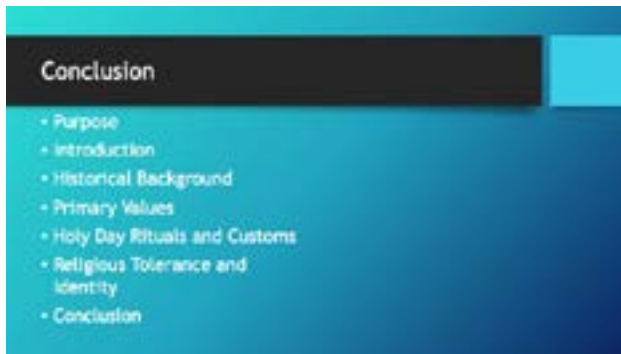 Conclusion
• Purpose
• Introduction
• Historical Background
• Primary Values
• Holy Day Rituals and Customs
• Religious Tolerance and
Identity
• Conclusion